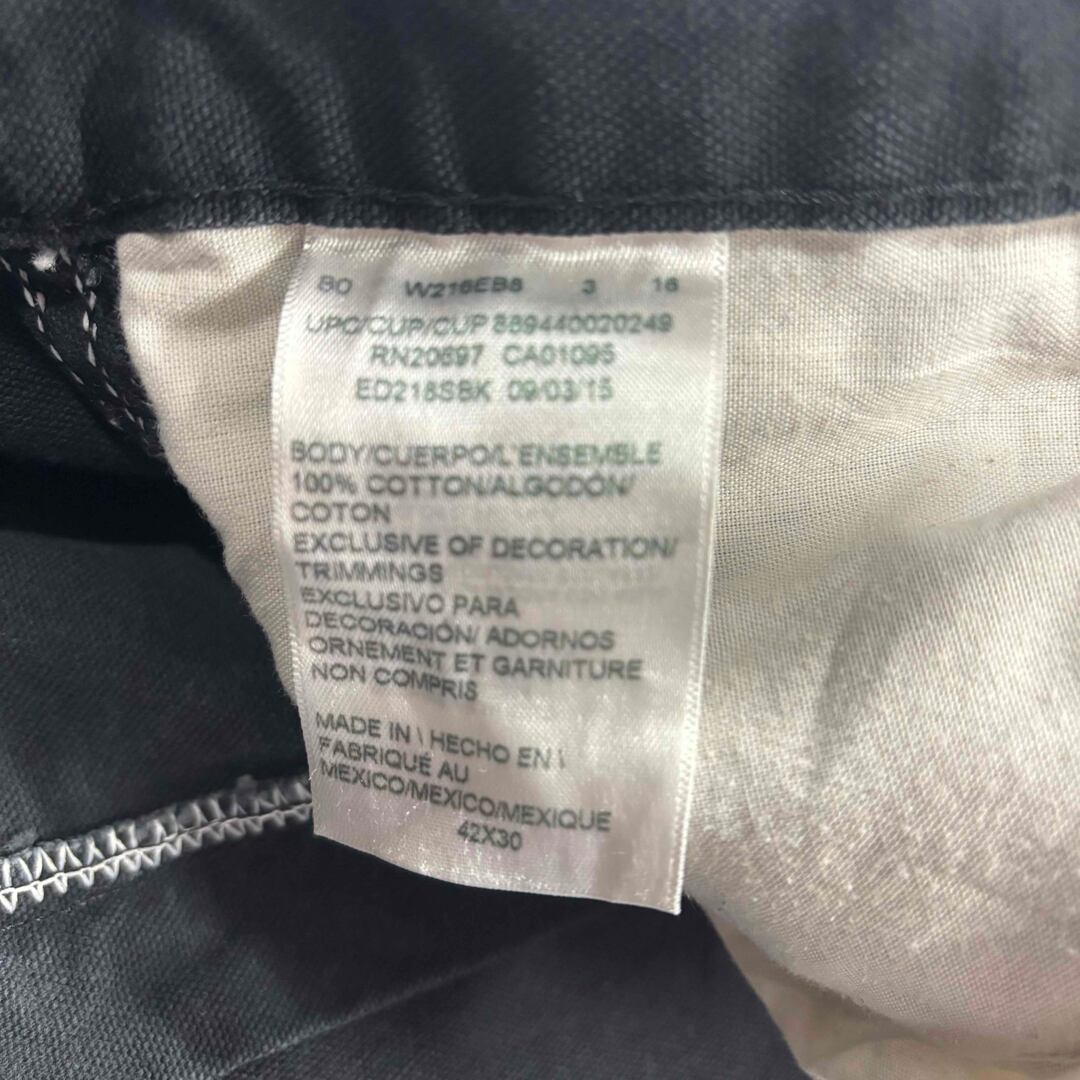 80 W216EB8 3 16
UPC/CUP/CUP 889440020249
RN20697 CA01095
ED218SBK 09/03/15
BODY/CUERPO/L'ENSEMBLE
100% COTTON/ALGODÓN/
COTON
EXCLUSIVE OF DECORATION/
TRIMMINGS
EXCLUSIVO PARA
DECORACIÓN/ ADORNOS
ORNEMENT ET GARNITURE
NON COMPRIS
MADE IN \ HECHO EN \
FABRIQUÉ AU
MEXICO/MEXICO/MEXIQUE
42X30